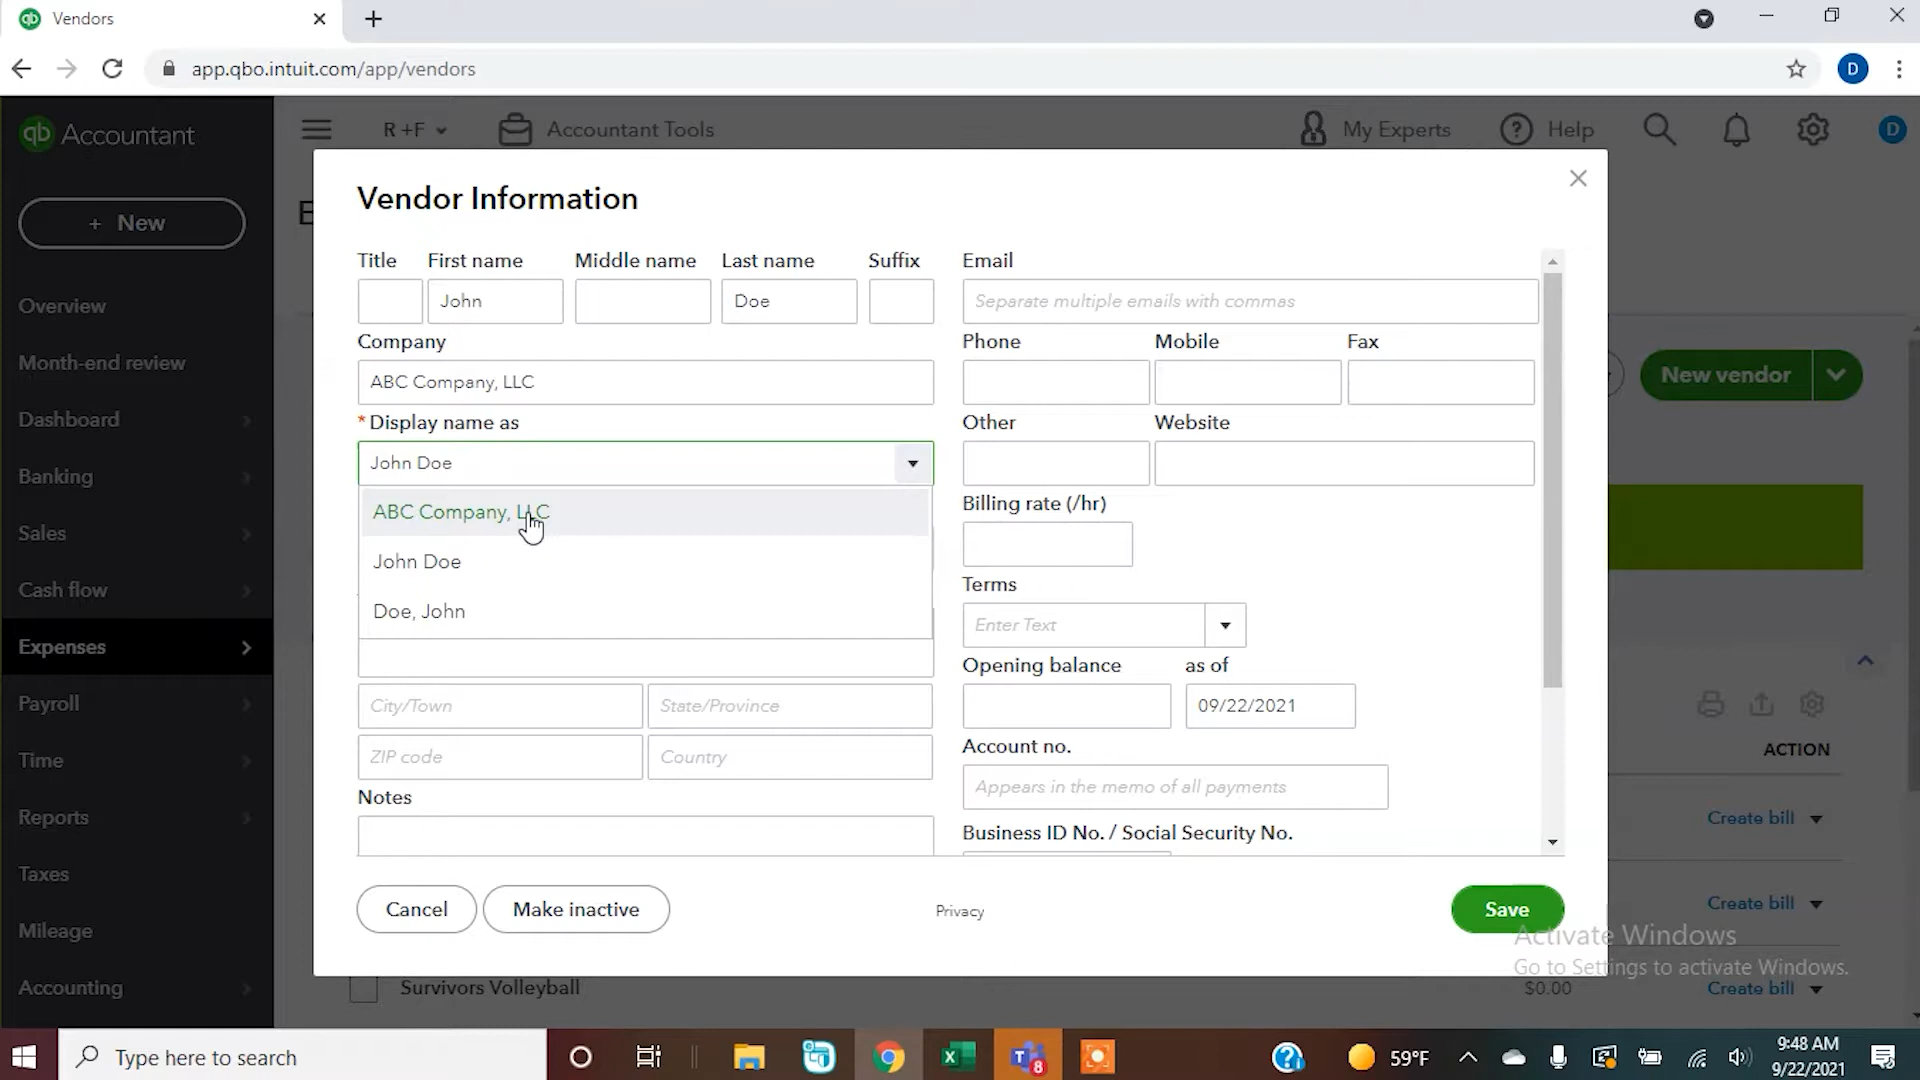 Vendors
app.qbo.intuit.com/app/vendors
D
qb Accountant
R+F
Accountant Tools
My Experts
Help
D
+ New
Overview
Month-end review
Dashboard
Banking
Sales
Cash flow
Expenses
Payroll
Time
Reports
Taxes
Mileage
Accounting
Vendor Information
Title First name Middle name Last name Suffix
John Doe
Company
ABC Company, LLC
* Display name as
John Doe
ABC Company, LLC
John Doe
Doe, John
City/Town State/Province
ZIP code Country
Notes
Email
Separate multiple emails with commas
Phone Mobile Fax
Other Website
Billing rate (/hr)
Terms
Enter Text
Opening balance as of
09/22/2021
Account no.
Appears in the memo of all payments
Business ID No. / Social Security No.
Cancel Make inactive Privacy Save
New vendor
ACTION
Create bill
Create bill
Survivors Volleyball $0.00 Create bill
Activate Windows
Go to Settings to activate Windows.
Type here to search
8
59°F
9:48 AM
9/22/2021